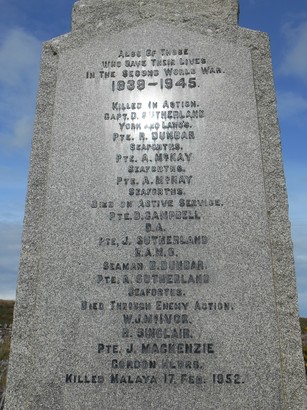 ALSO OF THOSE
WHO GAVE THEIR LIVES
IN THE SECOND WORLD WAR.
1939-1945.
KILLED IN ACTION.
CAPT. D. SUTHERLAND
YORK AND LANCS.
PTE. R. DUNBAR
SEAFORTHS.
PTE. A. McKAY
SEAFORTHS.
PTE. A. McKAY
SEAFORTHS.
DIED ON ACTIVE SERVICE.
PTE. D. CAMPBELL
R.A.
PTE. J. SUTHERLAND
R.A.M.C.
SEAMAN E. DUNBAR.
PTE. A. SUTHERLAND
SEAFORTHS.
DIED THROUGH ENEMY ACTION.
W.J. McIVOR.
R. SINCLAIR.
PTE. J. MACKENZIE
GORDON HLDRS.
KILLED MALAYA 17. FEB. 1952.